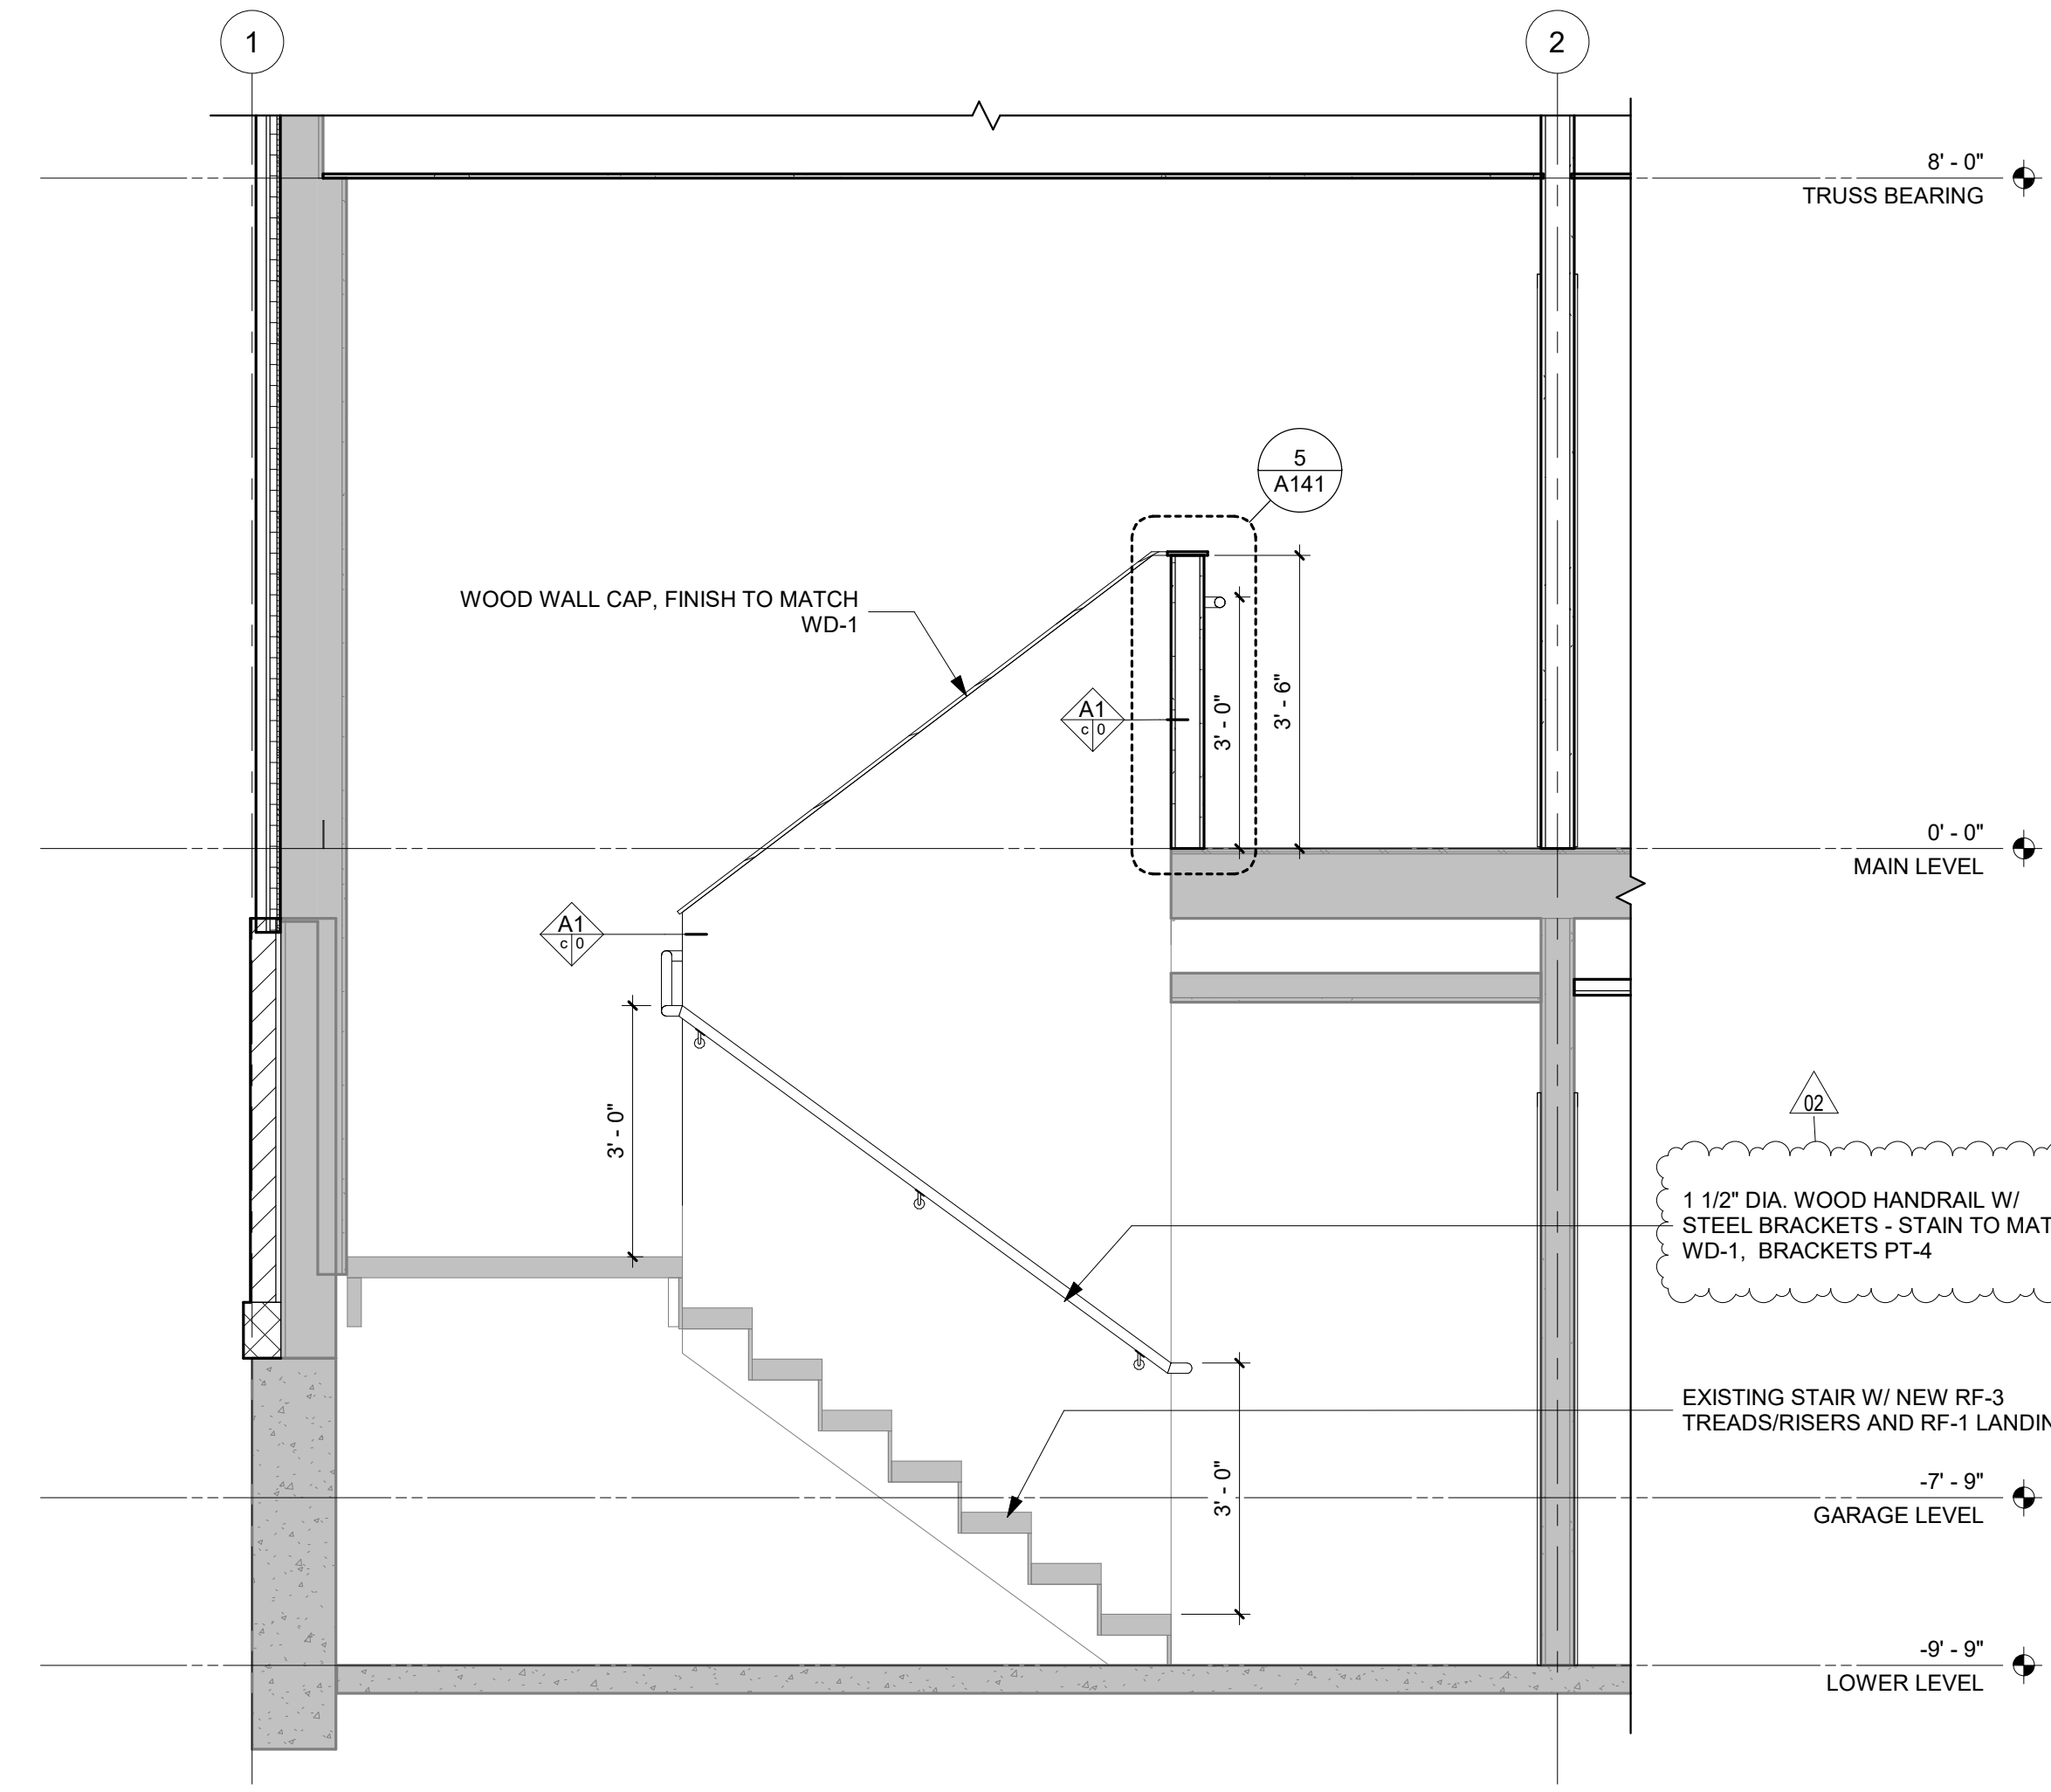 1
2
8' - 0"
TRUSS BEARING
5
A141
WOOD WALL CAP, FINISH TO MATCH
WD-1
A1
c 0
3' - 0"
3' - 6"
0' - 0"
MAIN LEVEL
A1
c 0
3' - 0"
02
1 1/2" DIA. WOOD HANDRAIL W/
STEEL BRACKETS - STAIN TO MAT
WD-1, BRACKETS PT-4
EXISTING STAIR W/ NEW RF-3
TREADS/RISERS AND RF-1 LANDIN
3' - 0"
-7' - 9"
GARAGE LEVEL
-9' - 9"
LOWER LEVEL